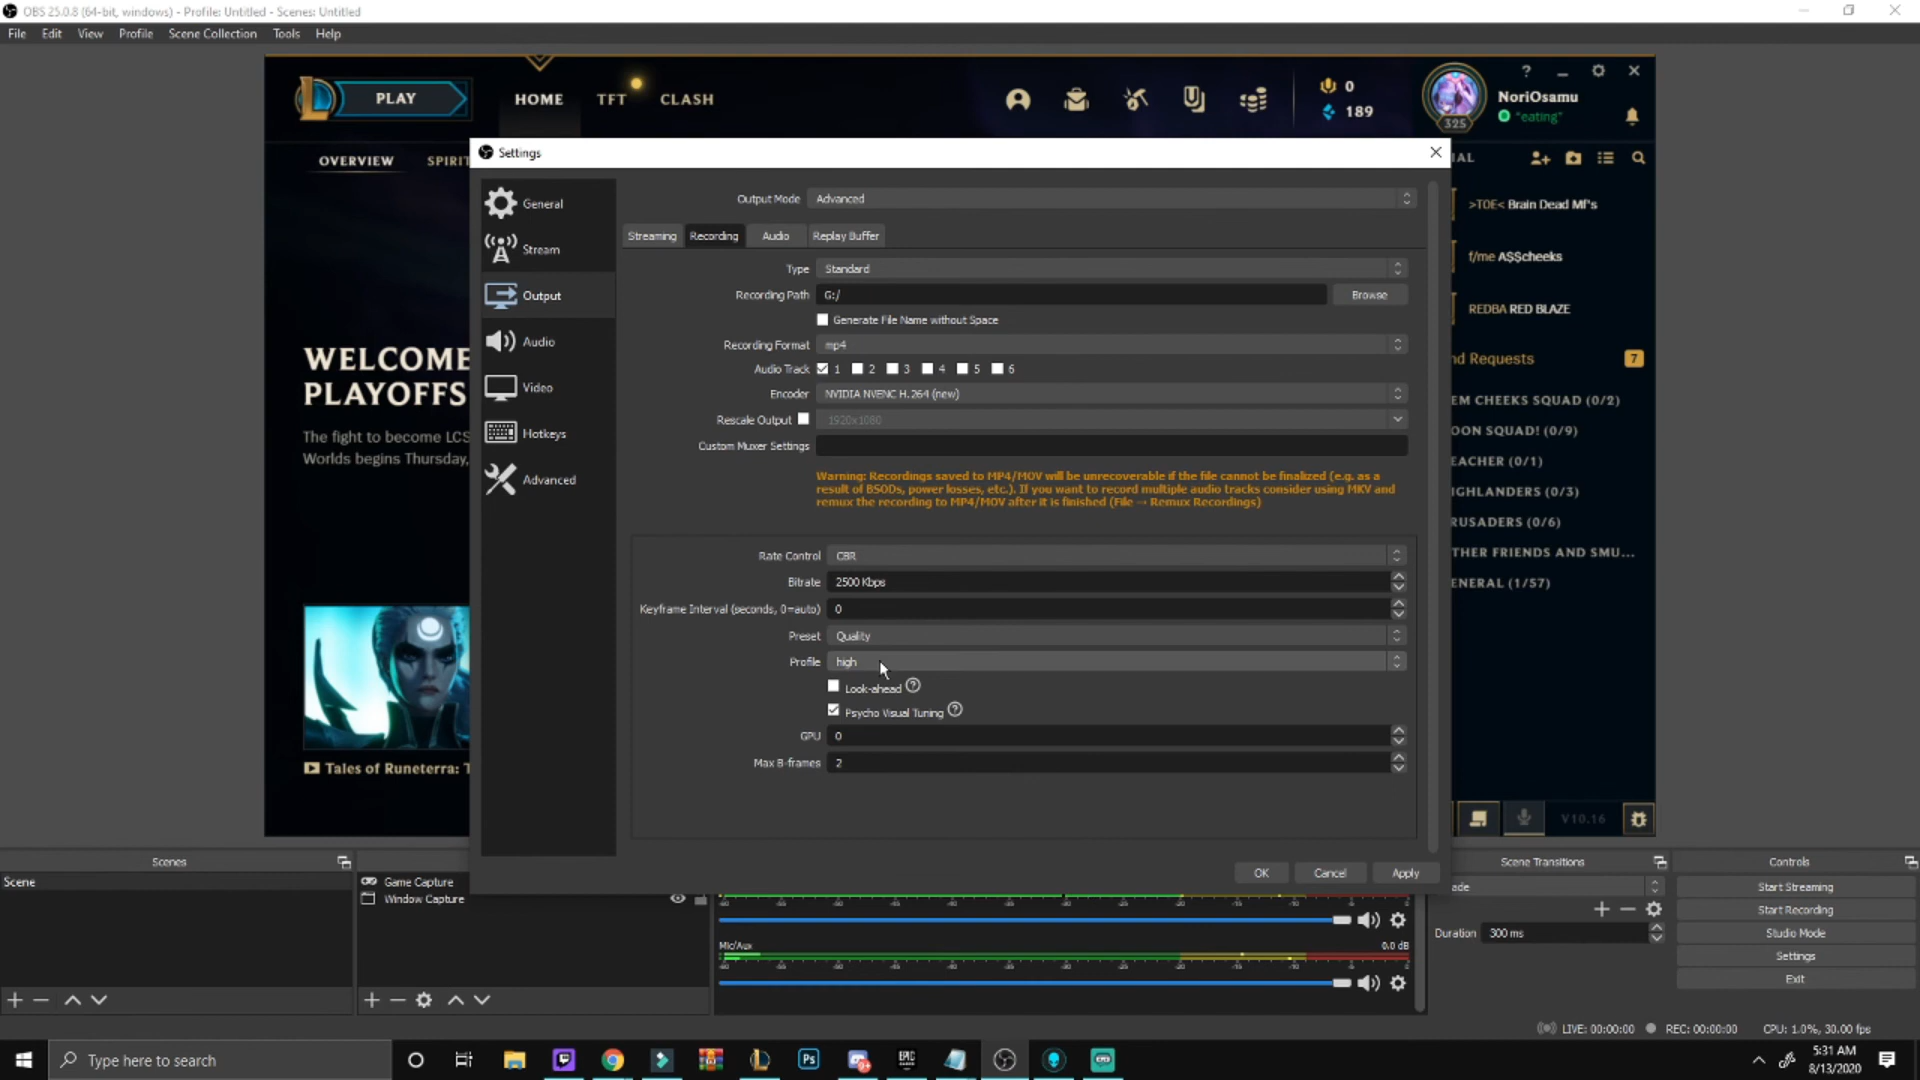 OBS 25.0.8 (64-bit, windows) - Profile: Untitled - Scenes: Untitled
File Edit View Profile Scene Collection Tools Help
PLAY
HOME
TFT
CLASH
0
189
325
NoriOsamu
"eating"
OVERVIEW
SPIRIT
IAL
Settings
General
Stream
Output
Audio
Video
Hotkeys
Advanced
Output Mode Advanced
Streaming Recording Audio Replay Buffer
Type Standard
Recording Path G:/ Browse
Generate File Name without Space
Recording Format mp4
Audio Track 1 2 3 4 5 6
Encoder NVIDIA NVENC H.264 (new)
Rescale Output 1920x1080
Custom Muxer Settings
Warning: Recordings saved to MP4/MOV will be unrecoverable if the file cannot be finalized (e.g. as a
result of BSODs, power losses, etc.). If you want to record multiple audio tracks consider using MKV and
remux the recording to MP4/MOV after it is finished (File → Remux Recordings)
Rate Control CBR
Bitrate 2500 Kbps
Keyframe Interval (seconds, 0=auto) 0
Preset Quality
Profile high
Look-ahead
Psycho Visual Tuning
GPU 0
Max B-frames 2
OK Cancel Apply
WELCOME
PLAYOFFS
The fight to become LCS
Worlds begins Thursday,
Tales of Runeterra: T
>TOE< Brain Dead Mf's
f/me A$$cheeks
REDBA RED BLAZE
nd Requests 7
EM CHEEKS SQUAD (0/2)
OON SQUAD! (0/9)
EACHER (0/1)
IGHLANDERS (0/3)
RUSADERS (0/6)
THER FRIENDS AND SMU...
ENERAL (1/57)
V10.16
Scenes
Scene
Game Capture
Window Capture
Mic/Aux 0.0 dB
Scene Transitions
ade
Duration 300 ms
Controls
Start Streaming
Start Recording
Studio Mode
Settings
Exit
LIVE: 00:00:00 REC: 00:00:00 CPU: 1.0%, 30.00 fps
Type here to search
Ps
EPIC
5:31 AM
8/13/2020